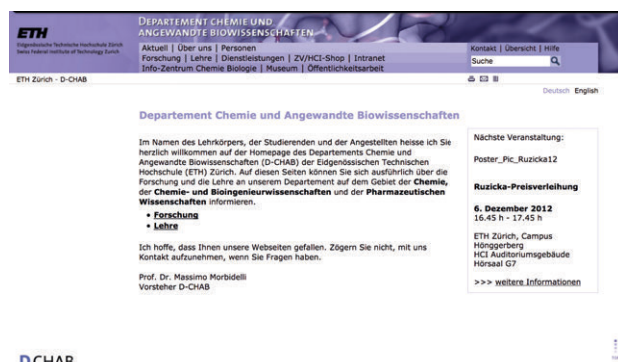 ETH
Eidgenössische Technische Hochschule Zürich
Swiss Federal Institute of Technology Zurich
DEPARTEMENT CHEMIE UND
ANGEWANDTE BIOWISSENSCHAFTEN
Aktuell | Über uns | Personen
Forschung | Lehre | Dienstleistungen | ZV/HCI-Shop | Intranet
Info-Zentrum Chemie Biologie | Museum | Öffentlichkeitsarbeit
Kontakt | Übersicht | Hilfe
Suche
ETH Zürich - D-CHAB
Deutsch English
Departement Chemie und Angewandte Biowissenschaften
Im Namen des Lehrkörpers, der Studierenden und der Angestellten heisse ich Sie
herzlich willkommen auf der Homepage des Departements Chemie und
Angewandte Biowissenschaften (D-CHAB) der Eidgenössischen Technischen
Hochschule (ETH) Zürich. Auf diesen Seiten können Sie sich ausführlich über die
Forschung und die Lehre an unserem Departement auf dem Gebiet der Chemie,
der Chemie- und Bioingenieurwissenschaften und der Pharmazeutischen
Wissenschaften informieren.
• Forschung
• Lehre
Ich hoffe, dass Ihnen unsere Webseiten gefallen. Zögern Sie nicht, mit uns
Kontakt aufzunehmen, wenn Sie Fragen haben.
Prof. Dr. Massimo Morbidelli
Vorsteher D-CHAB
Nächste Veranstaltung:
Poster_Pic_Ruzicka12
Ruzicka-Preisverleihung
6. Dezember 2012
16.45 h - 17.45 h
ETH Zürich, Campus
Hönggerberg
HCI Auditoriumsgebäude
Hörsaal G7
>>> weitere Informationen
D CHAB